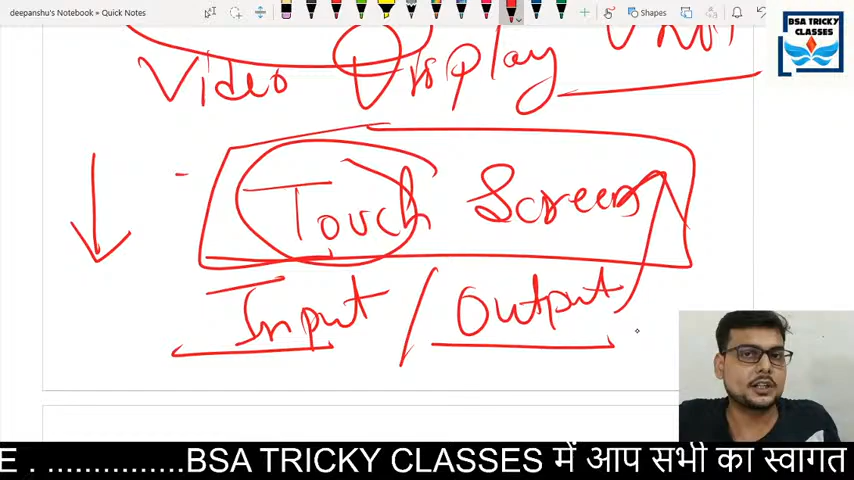 deepanshu's Notebook » Quick Notes
Shapes
BSA TRICKY
CLASSES
Video Display Unit
Touch Screen
Input / Output
E . ...............BSA TRICKY CLASSES में आप सभी का स्वागत